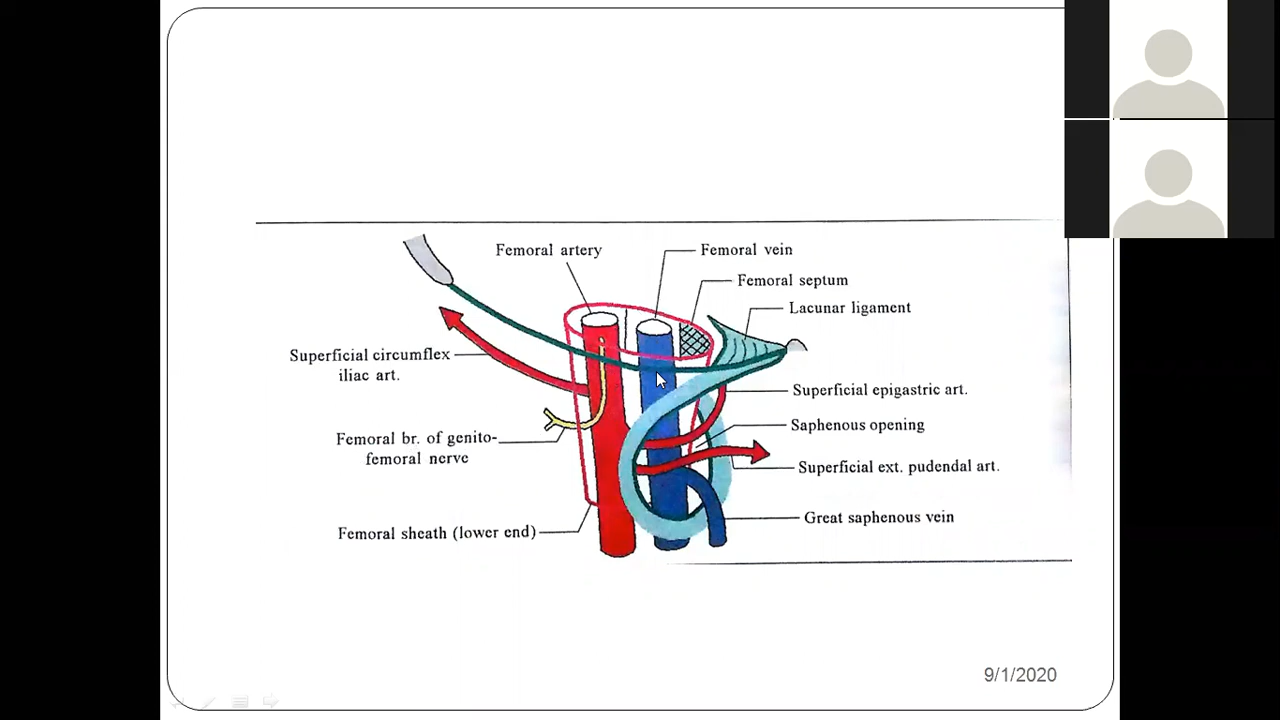 Femoral artery
Femoral vein
Femoral septum
Lacunar ligament
Superficial circumflex
iliac art.
Superficial epigastric art.
Saphenous opening
Femoral br. of genito-
femoral nerve
Superficial ext. pudendal art.
Great saphenous vein
Femoral sheath (lower end)
9/1/2020